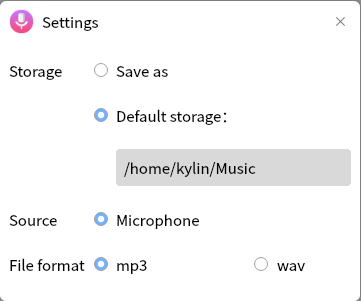 Settings
Storage Save as
Default storage：
/home/kylin/Music
Source Microphone
File format mp3 wav